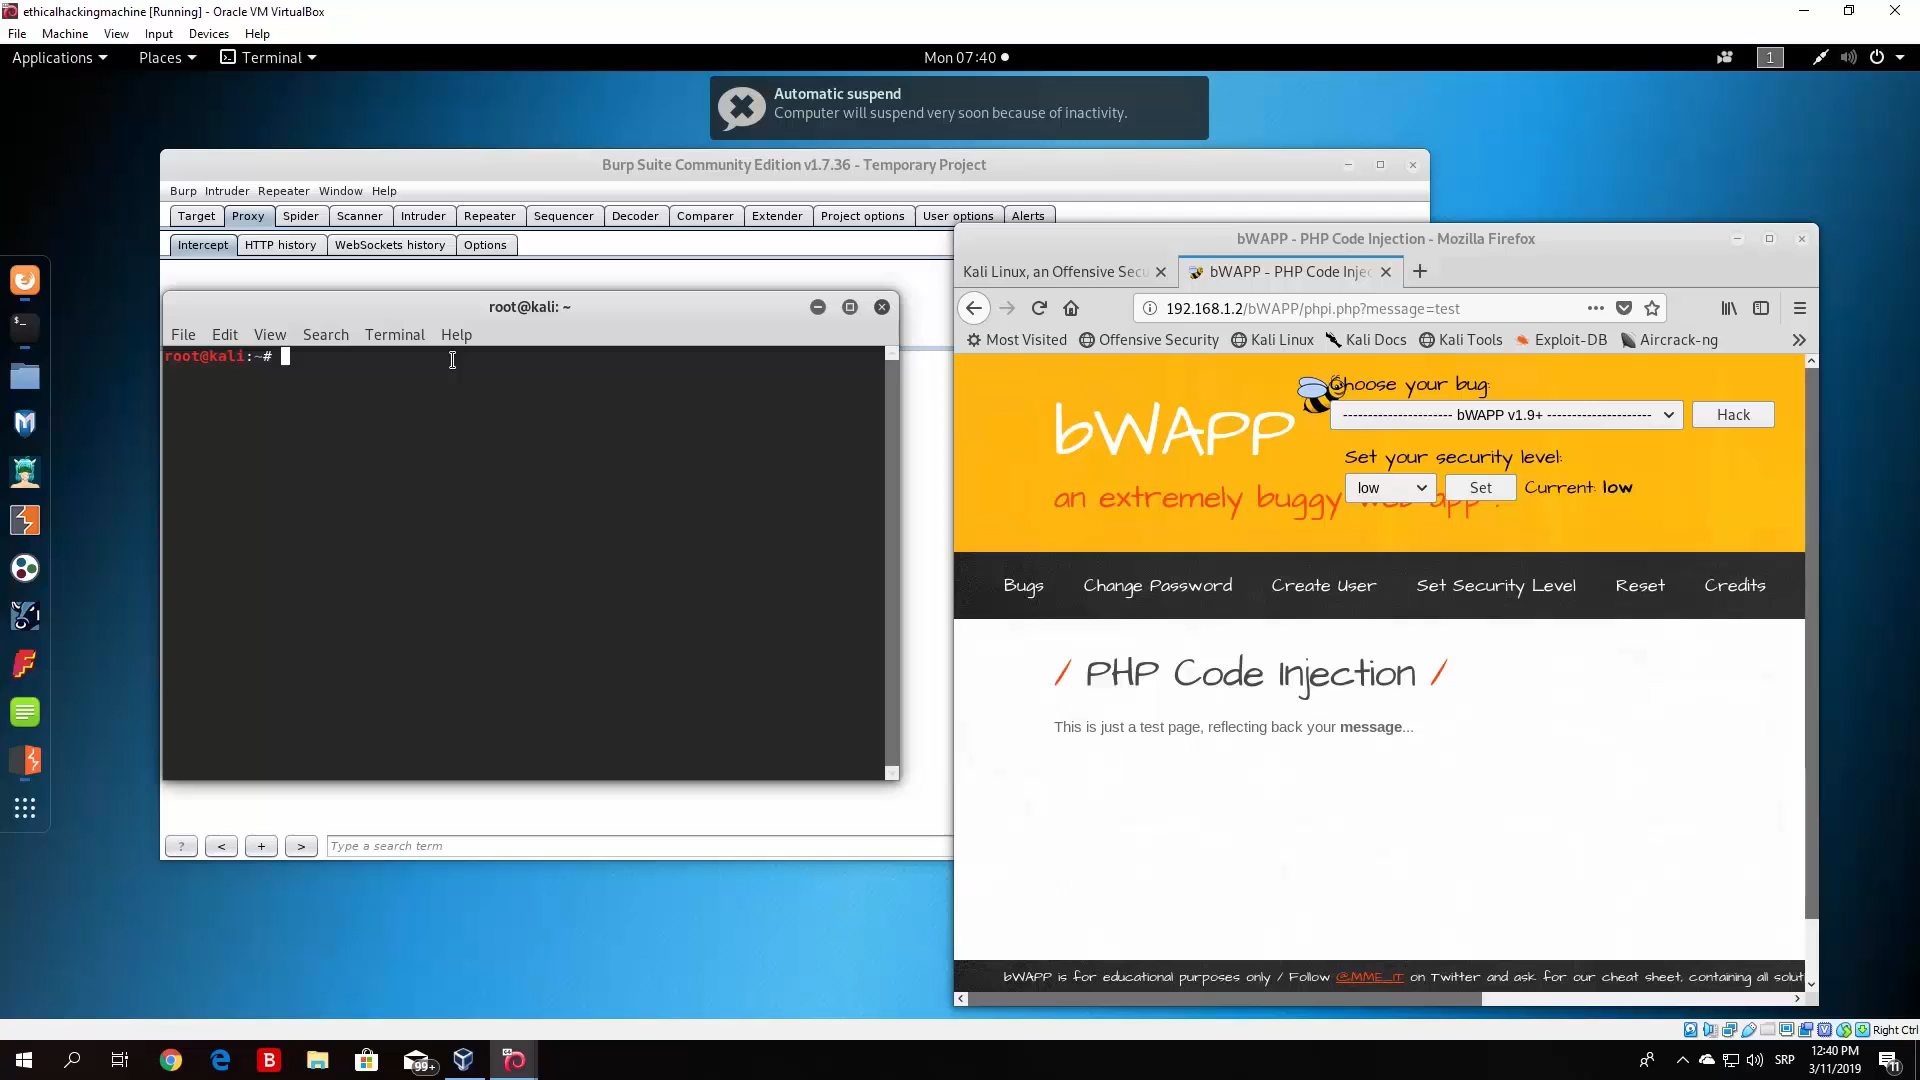 ethicalhackingmachine [Running] - Oracle VM VirtualBox
File Machine View Input Devices Help
Applications Places Terminal Mon 07:40 1
Automatic suspend
Computer will suspend very soon because of inactivity.
Burp Suite Community Edition v1.7.36 - Temporary Project
Burp Intruder Repeater Window Help
Target Proxy Spider Scanner Intruder Repeater Sequencer Decoder Comparer Extender Project options User options Alerts
Intercept HTTP history WebSockets history Options
root@kali: ~
File Edit View Search Terminal Help
root@kali:~#
? < + > Type a search term
bWAPP - PHP Code Injection - Mozilla Firefox
Kali Linux, an Offensive Secu bWAPP - PHP Code Injec
192.168.1.2/bWAPP/phpi.php?message=test
Most Visited Offensive Security Kali Linux Kali Docs Kali Tools Exploit-DB Aircrack-ng
Choose your bug:
---------------------- bWAPP v1.9+ --------------------- Hack
bWAPP
Set your security level:
low Set Current: low
an extremely buggy web app !
Bugs Change Password Create User Set Security Level Reset Credits
/ PHP Code Injection /
This is just a test page, reflecting back your message...
bWAPP is for educational purposes only / Follow @MME_IT on Twitter and ask for our cheat sheet, containing all solut
Right Ctrl
99+ SRP 12:40 PM
3/11/2019 11